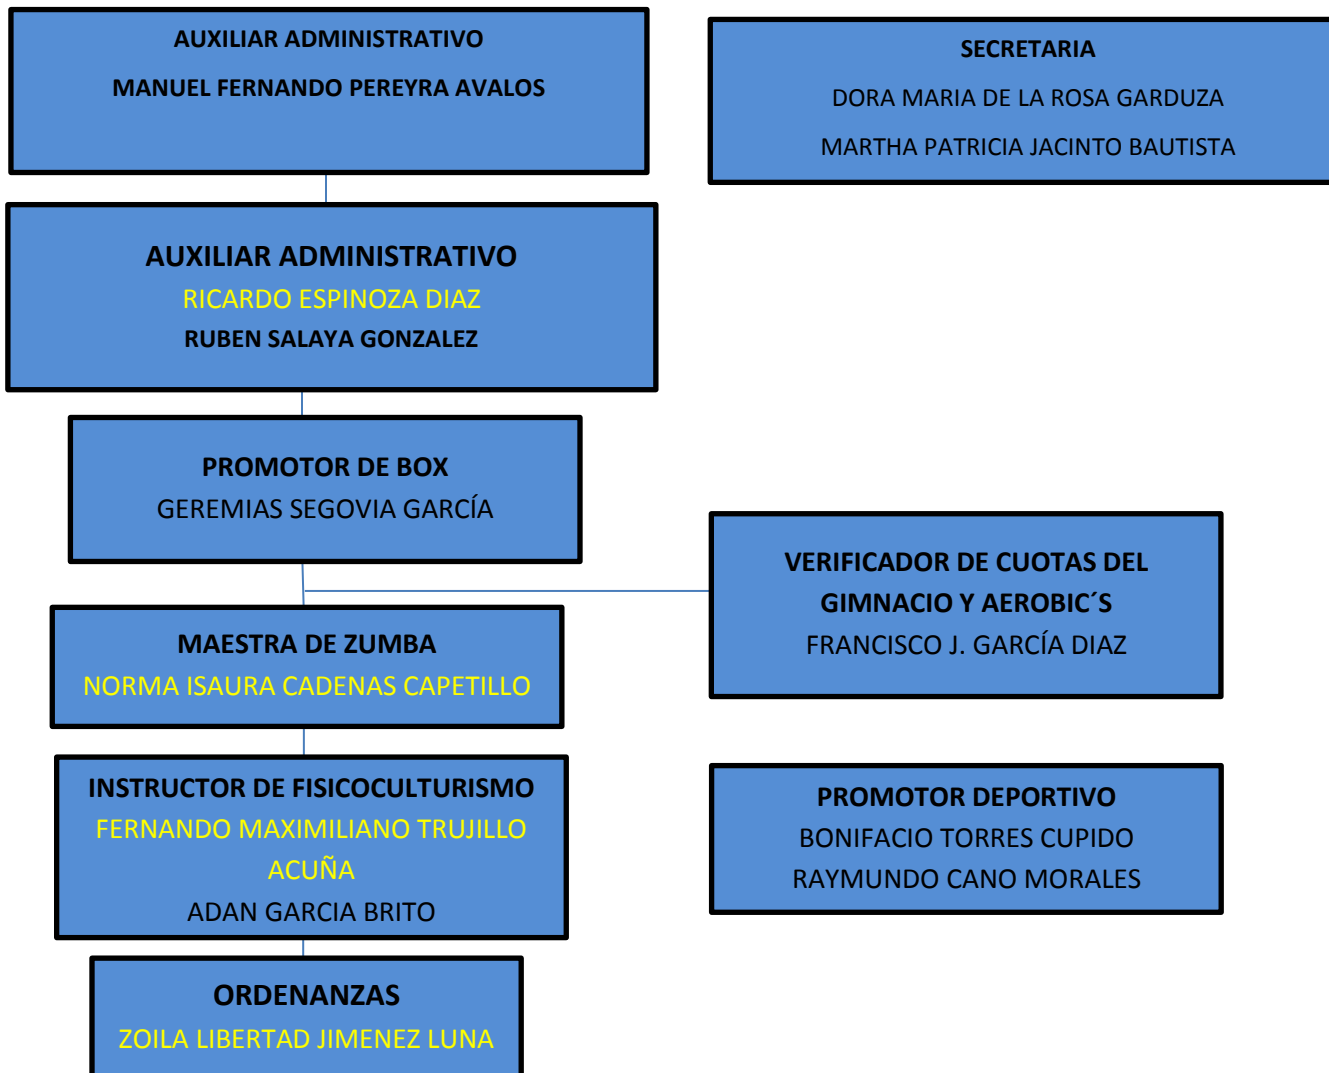 AUXILIAR ADMINISTRATIVO
MANUEL FERNANDO PEREYRA AVALOS
SECRETARIA
DORA MARIA DE LA ROSA GARDUZA
MARTHA PATRICIA JACINTO BAUTISTA
AUXILIAR ADMINISTRATIVO
RICARDO ESPINOZA DIAZ
RUBEN SALAYA GONZALEZ
PROMOTOR DE BOX
GEREMIAS SEGOVIA GARCÍA
VERIFICADOR DE CUOTAS DEL
GIMNACIO Y AEROBIC´S
FRANCISCO J. GARCÍA DIAZ
MAESTRA DE ZUMBA
NORMA ISAURA CADENAS CAPETILLO
INSTRUCTOR DE FISICOCULTURISMO
FERNANDO MAXIMILIANO TRUJILLO
ACUÑA
ADAN GARCIA BRITO
PROMOTOR DEPORTIVO
BONIFACIO TORRES CUPIDO
RAYMUNDO CANO MORALES
ORDENANZAS
ZOILA LIBERTAD JIMENEZ LUNA